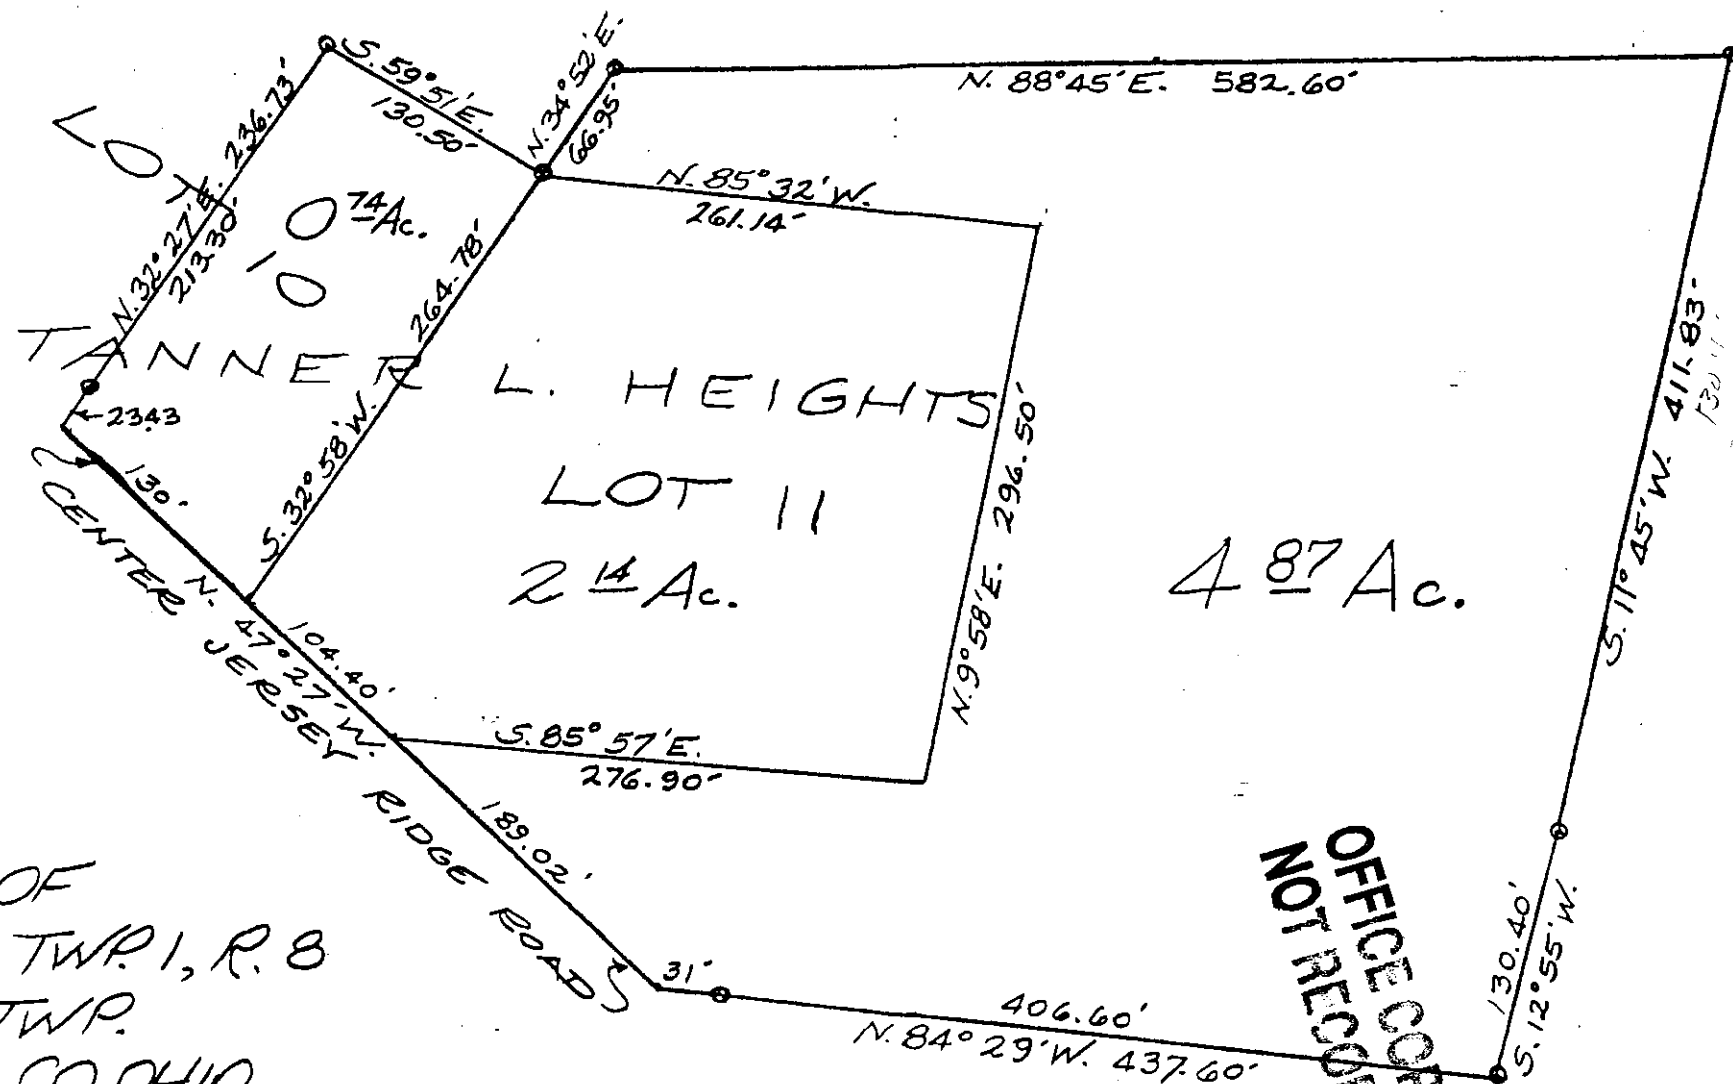 S. 59°51'E.
130.50'
N. 34°52'E.
66.95'
N. 88°45'E. 582.60'
N. 32°27'E. 236.73'
213.30'
LOT
10
0 74 Ac.
N. 85°32'W.
261.14'
S. 32°58'W. 264.78'
TANNER L. HEIGHTS
LOT 11
2 14 Ac.
N. 9°58'E. 296.50'
4 87 Ac.
S. 11°45'W. 411.83'
23.43
130'
104.40'
N. 47°27'W.
CENTER JERSEY RIDGE ROADS
S. 85°57'E.
276.90'
189.02'
31'
406.60'
N. 84°29'W. 437.60'
130.40'
S. 12°55'W.
OF
TWP. 1, R. 8
TWP.
CO. OHIO
OFFICE
NOT